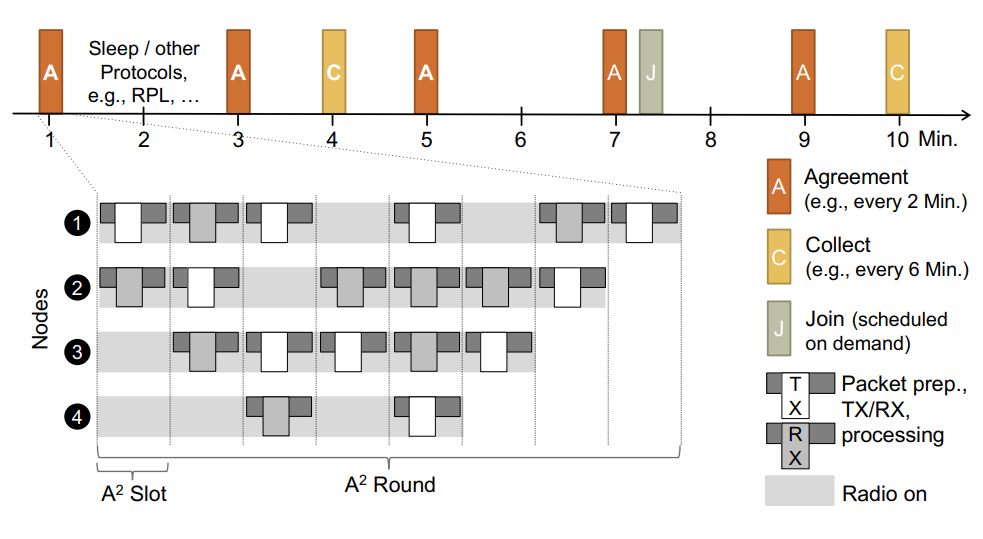 A
Sleep / other
Protocols,
e.g., RPL, …
A
C
A
A
J
A
C
1
2
3
4
5
6
7
8
9
10
Min.
A
Agreement
(e.g., every 2 Min.)
C
Collect
(e.g., every 6 Min.)
J
Join (scheduled
on demand)
T
X
R
X
Packet prep.,
TX/RX,
processing
Radio on
Nodes
1
2
3
4
A² Slot
A² Round